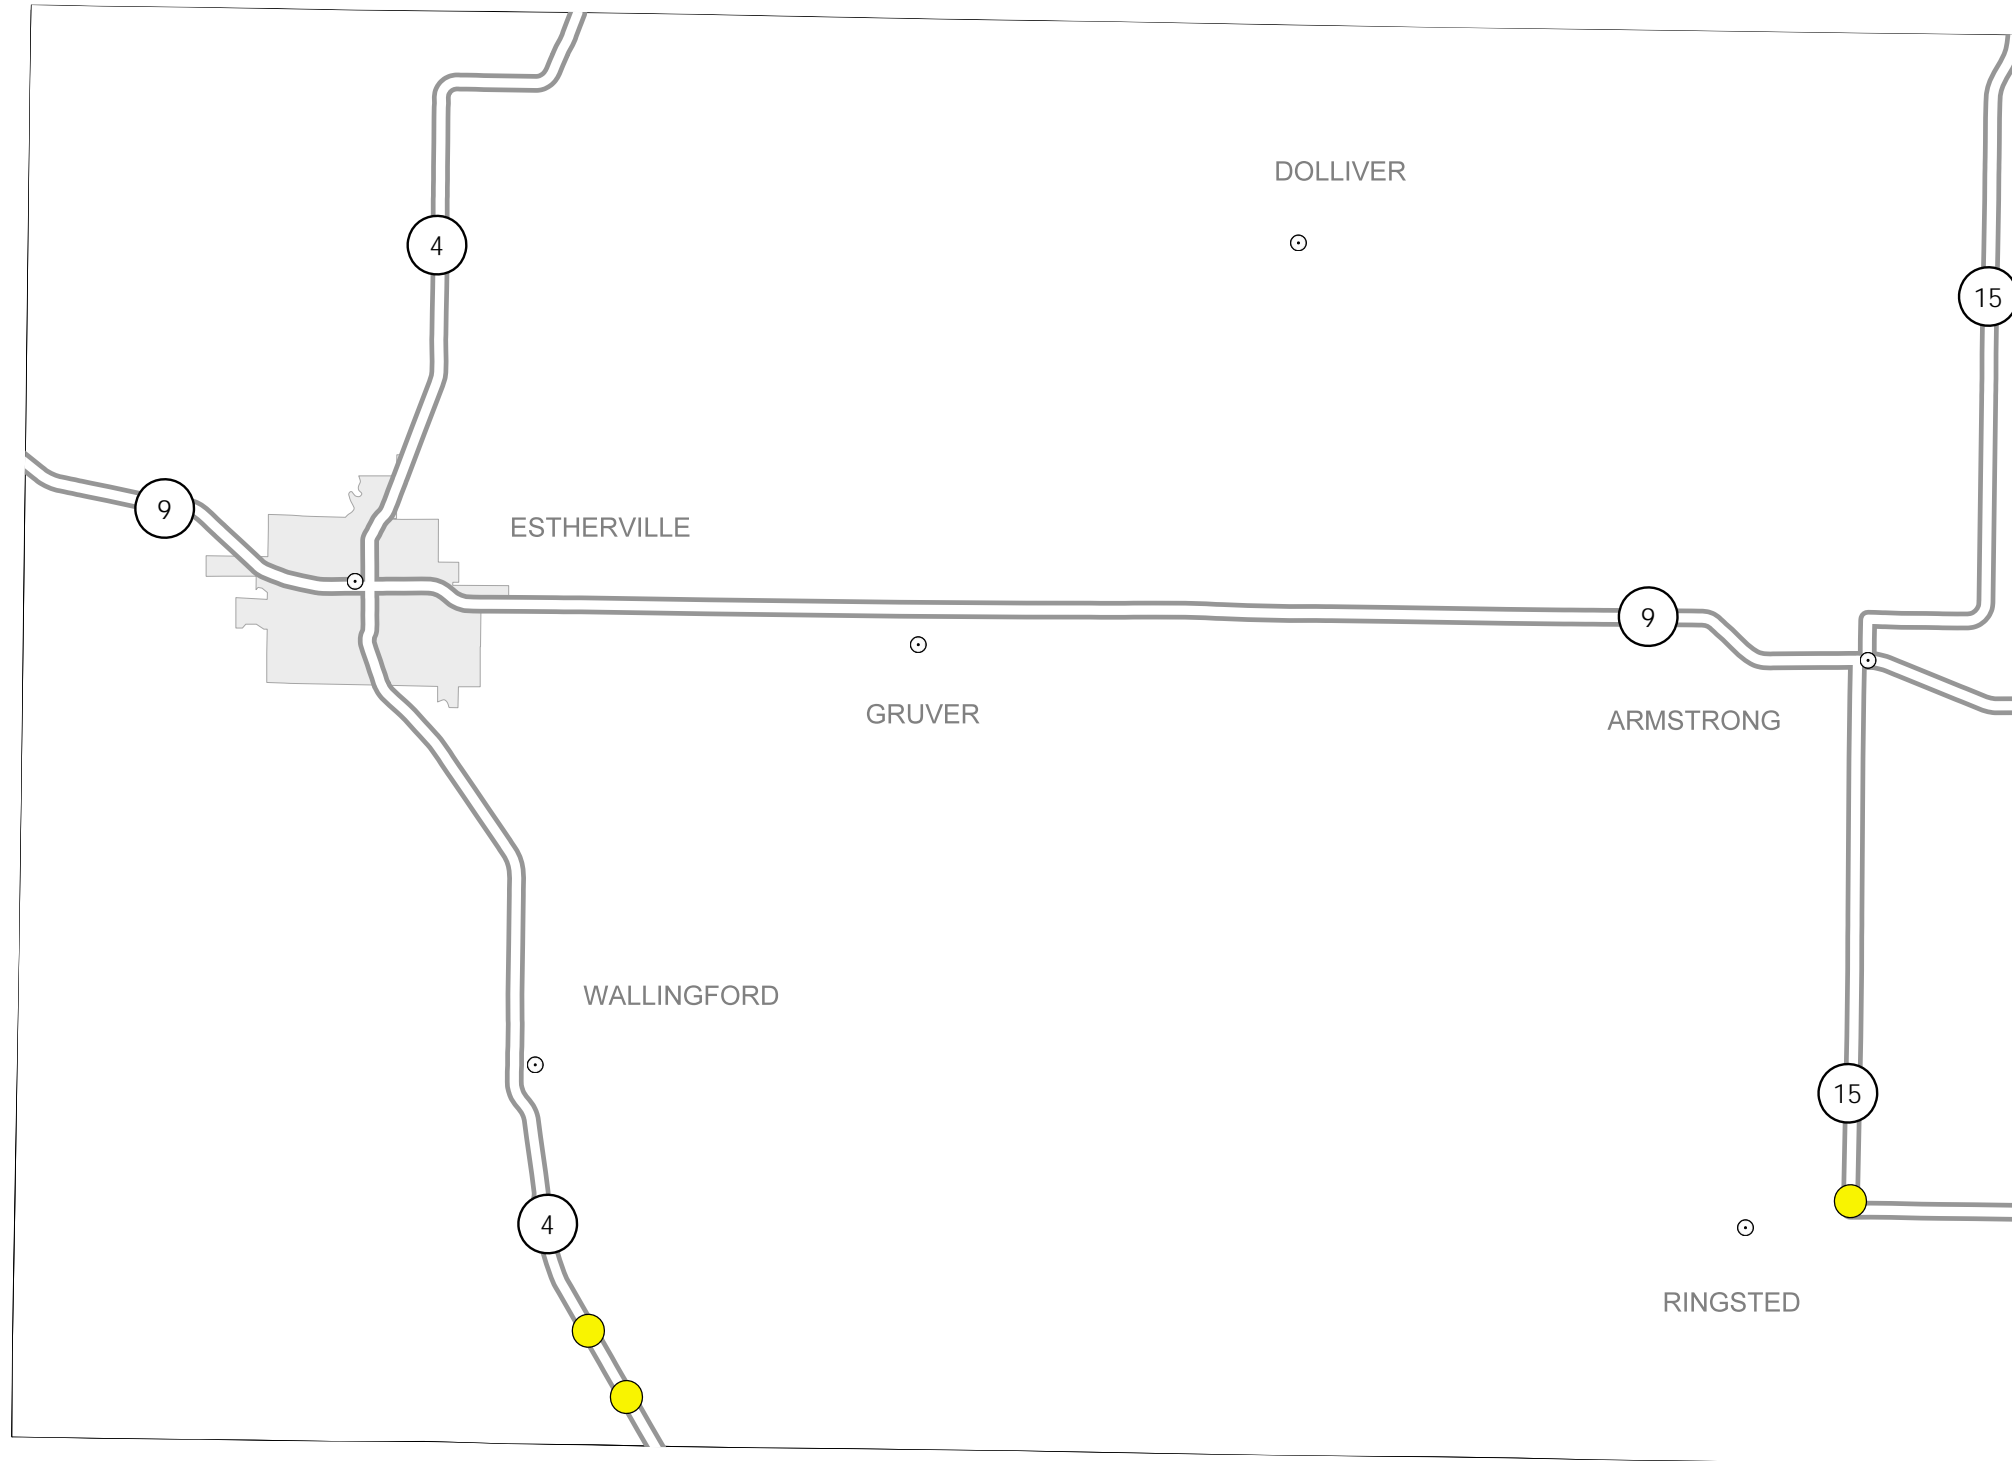 DOLLIVER
4
15
9
ESTHERVILLE
9
GRUVER
ARMSTRONG
WALLINGFORD
15
4
RINGSTED